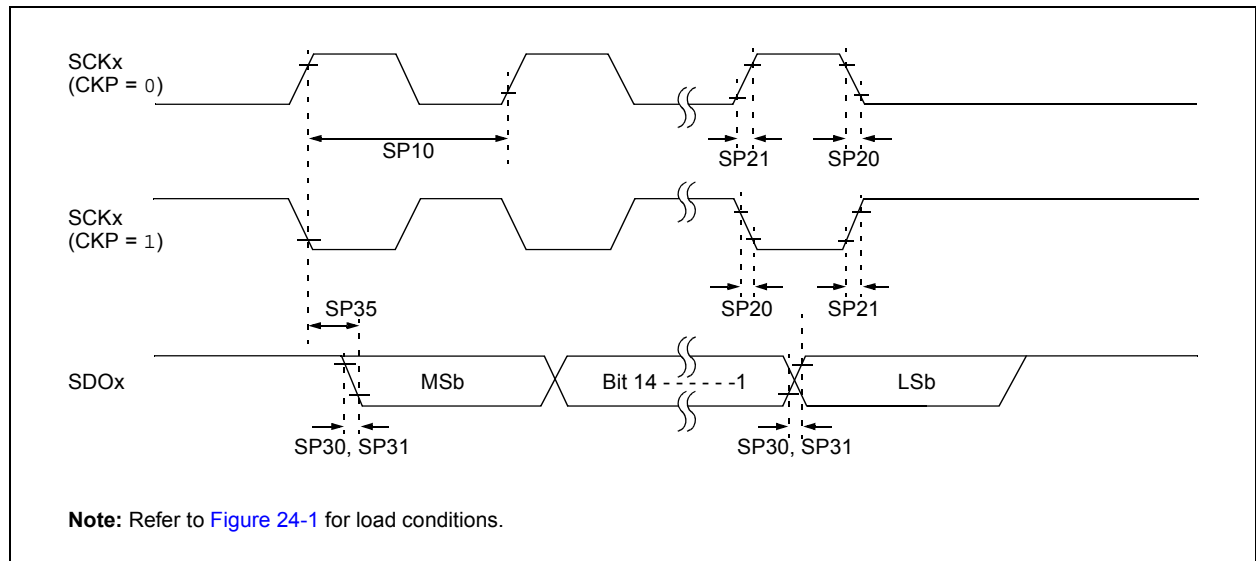 SCKx
(CKP = 0)
SP10
SP21
SP20
SCKx
(CKP = 1)
SP35
SP20
SP21
SDOx
MSb
Bit 14 - - - - - -1
LSb
SP30, SP31
SP30, SP31
Note: Refer to Figure 24-1 for load conditions.